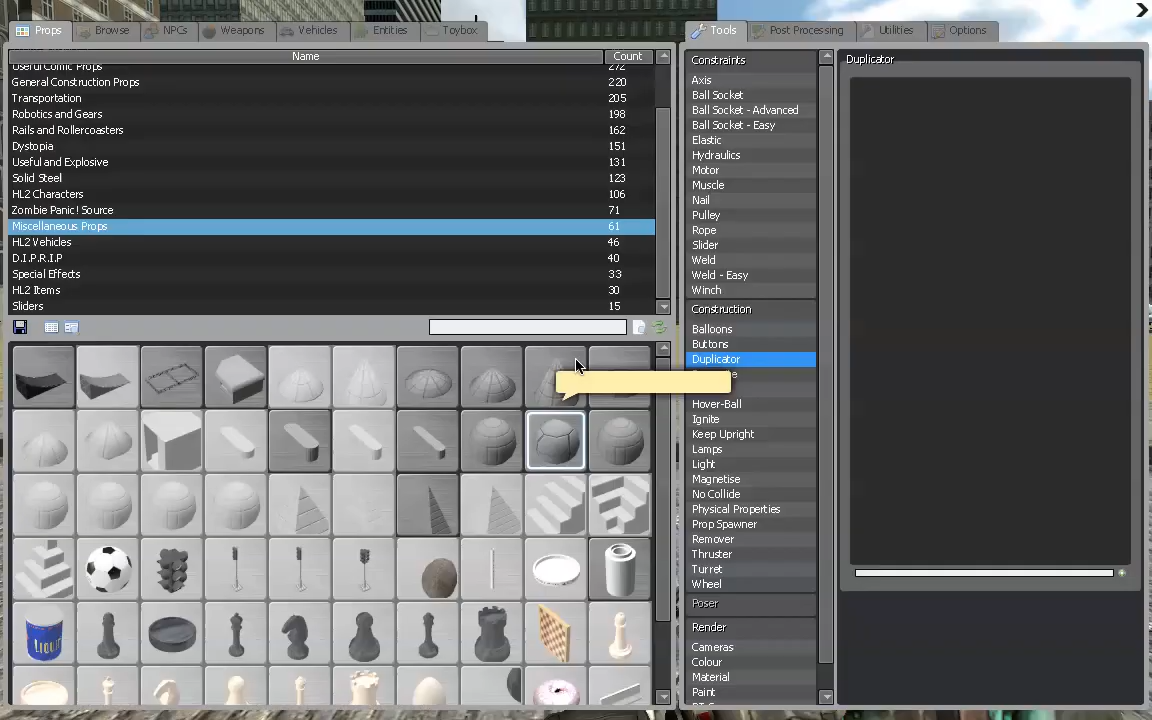 Props
Browse
NPCs
Weapons
Vehicles
Entities
Toybox
Tools
Post Processing
Utilities
Options
Name
Count
Useful Comic Props
272
General Construction Props
220
Transportation
205
Robotics and Gears
198
Rails and Rollercoasters
162
Dystopia
151
Useful and Explosive
131
Solid Steel
123
HL2 Characters
106
Zombie Panic! Source
71
Miscellaneous Props
61
HL2 Vehicles
46
D.I.P.R.I.P
40
Special Effects
33
HL2 Items
30
Sliders
15
Constraints
Axis
Ball Socket
Ball Socket - Advanced
Ball Socket - Easy
Elastic
Hydraulics
Motor
Muscle
Nail
Pulley
Rope
Slider
Weld
Weld - Easy
Winch
Construction
Balloons
Buttons
Duplicator
Hover-Ball
Ignite
Keep Upright
Lamps
Light
Magnetise
No Collide
Physical Properties
Prop Spawner
Remover
Thruster
Turret
Wheel
Poser
Render
Cameras
Colour
Material
Paint
Duplicator